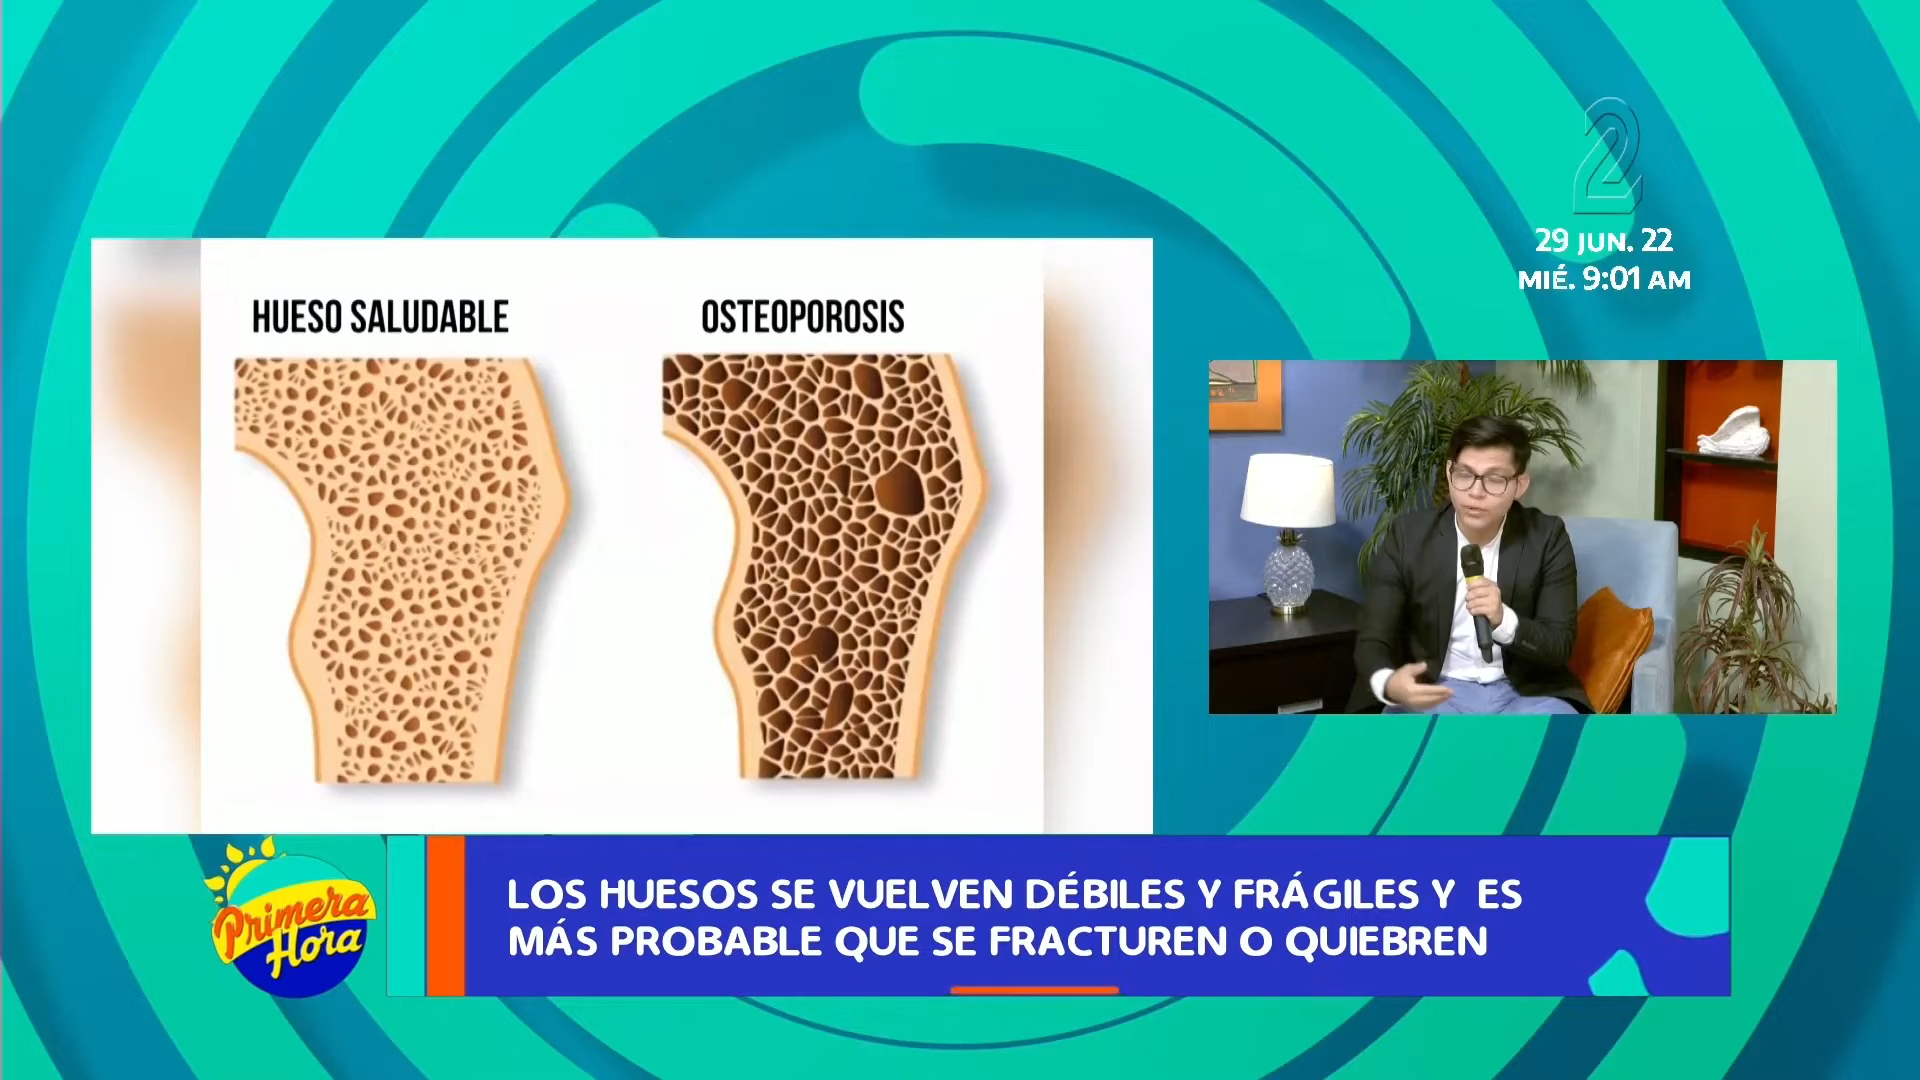 2
29 JUN. 22
MIÉ. 9:01 AM
HUESO SALUDABLE
OSTEOPOROSIS
Primera
Hora
LOS HUESOS SE VUELVEN DÉBILES Y FRÁGILES Y ES
MÁS PROBABLE QUE SE FRACTUREN O QUIEBREN